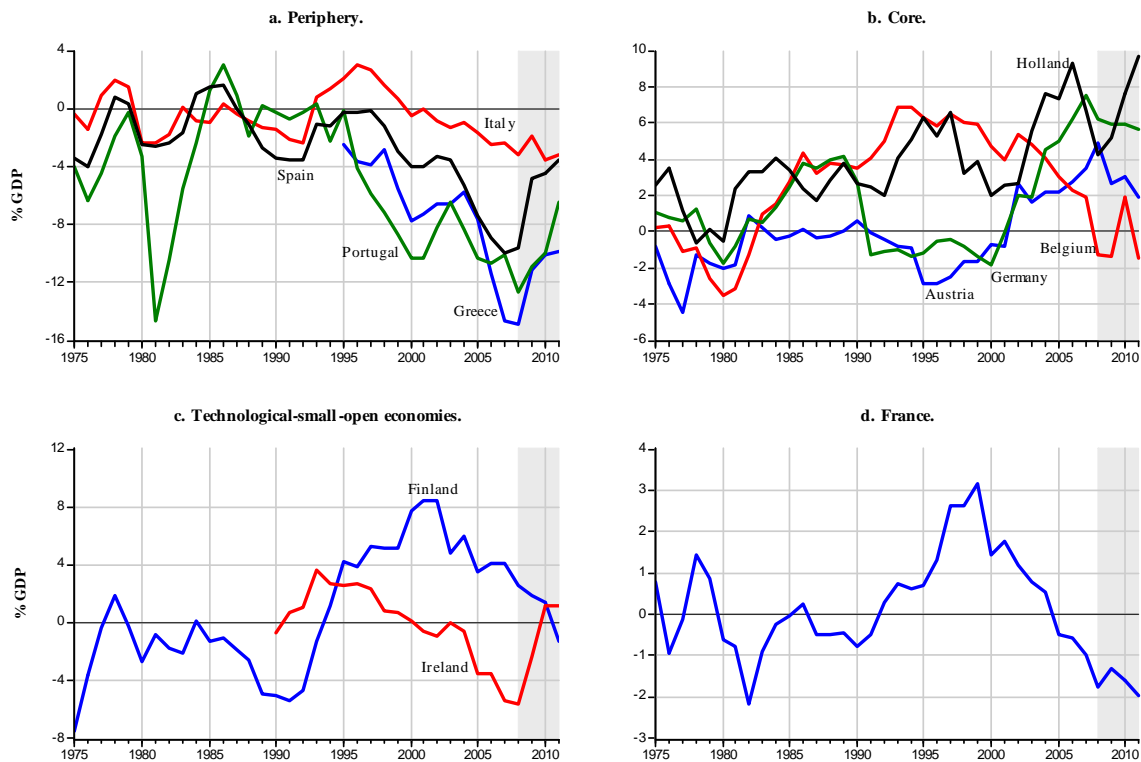 a. Periphery.
% GDP
4
0
-4
-8
-12
-16
Italy
Spain
Portugal
Greece
1975 1980 1985 1990 1995 2000 2005 2010
b. Core.
10
8
6
4
2
0
-2
-4
-6
Holland
Belgium
Germany
Austria
1975 1980 1985 1990 1995 2000 2005 2010
c. Technological-small-open economies.
% GDP
12
8
4
0
-4
-8
Finland
Ireland
1975 1980 1985 1990 1995 2000 2005 2010
d. France.
4
3
2
1
0
-1
-2
-3
1975 1980 1985 1990 1995 2000 2005 2010